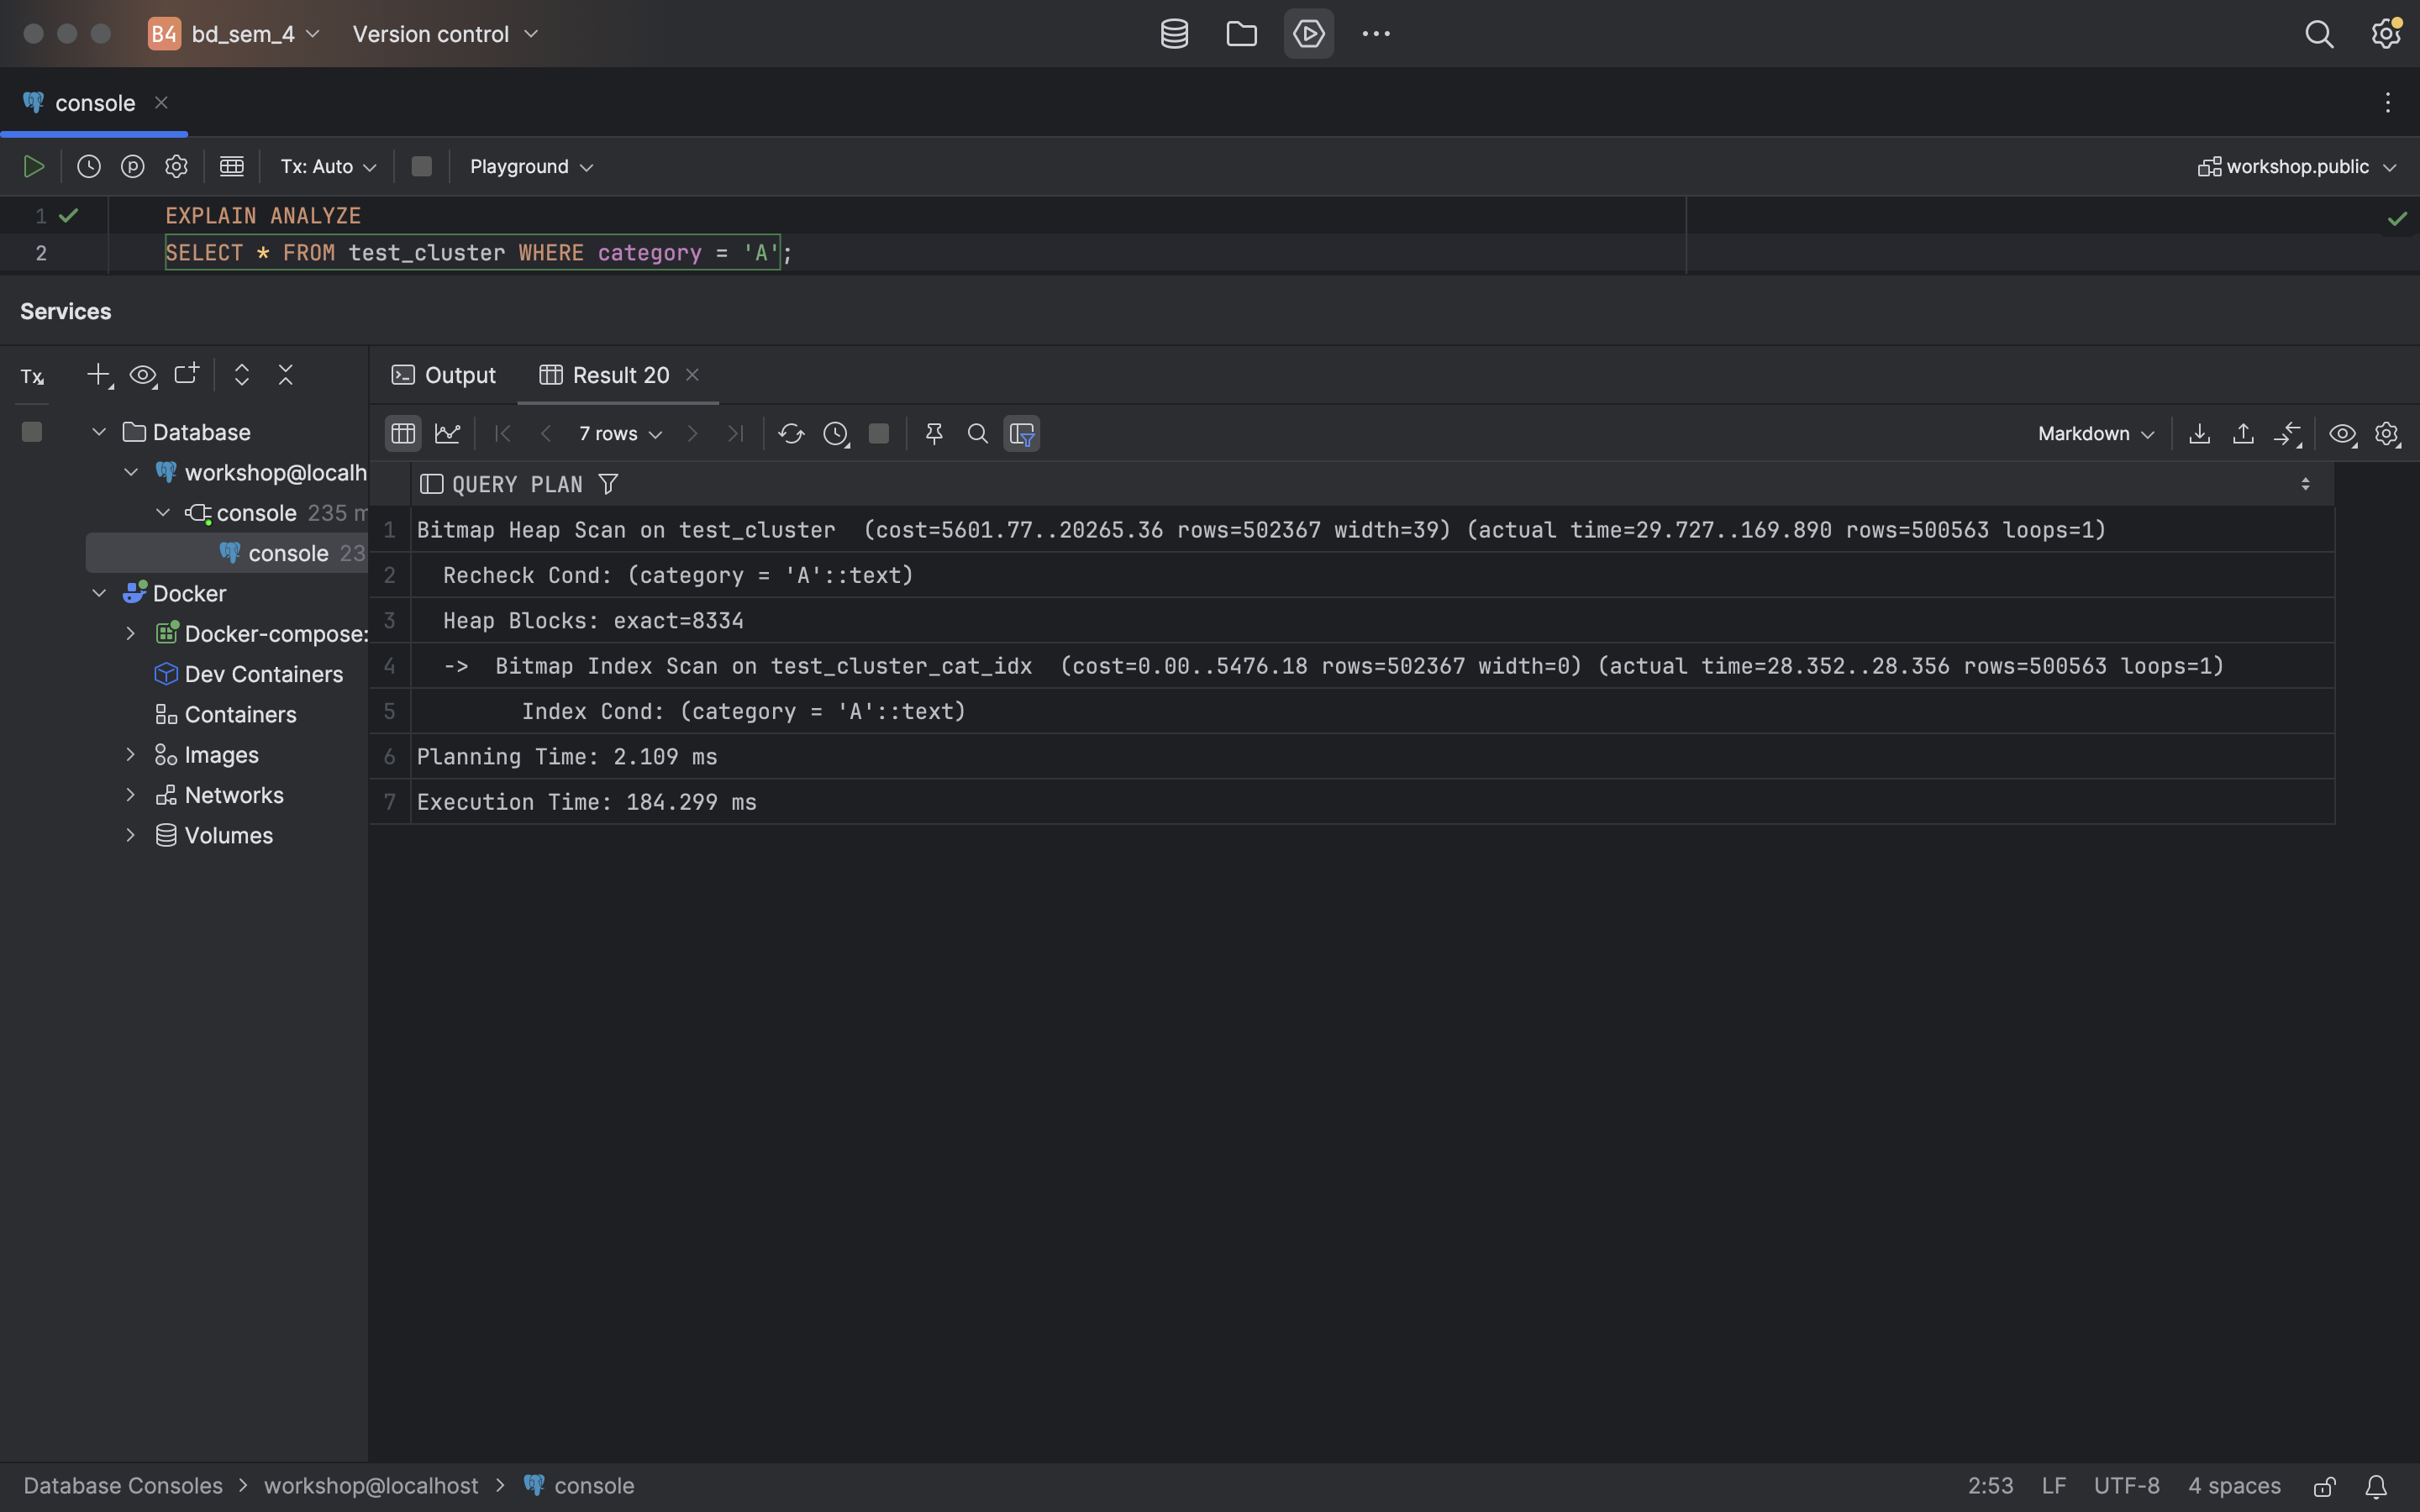 B4 bd_sem_4 Version control
console
Tx: Auto Playground workshop.public
1 EXPLAIN ANALYZE
2 SELECT * FROM test_cluster WHERE category = 'A';
Services
Tx
Output Result 20
7 rows Markdown
Database
workshop@localh
console 235 m
console 23
Docker
Docker-compose:
Dev Containers
Containers
Images
Networks
Volumes
QUERY PLAN
1 Bitmap Heap Scan on test_cluster  (cost=5601.77..20265.36 rows=502367 width=39) (actual time=29.727..169.890 rows=500563 loops=1)
2   Recheck Cond: (category = 'A'::text)
3   Heap Blocks: exact=8334
4   ->  Bitmap Index Scan on test_cluster_cat_idx  (cost=0.00..5476.18 rows=502367 width=0) (actual time=28.352..28.356 rows=500563 loops=1)
5         Index Cond: (category = 'A'::text)
6 Planning Time: 2.109 ms
7 Execution Time: 184.299 ms
Database Consoles > workshop@localhost > console 2:53 LF UTF-8 4 spaces